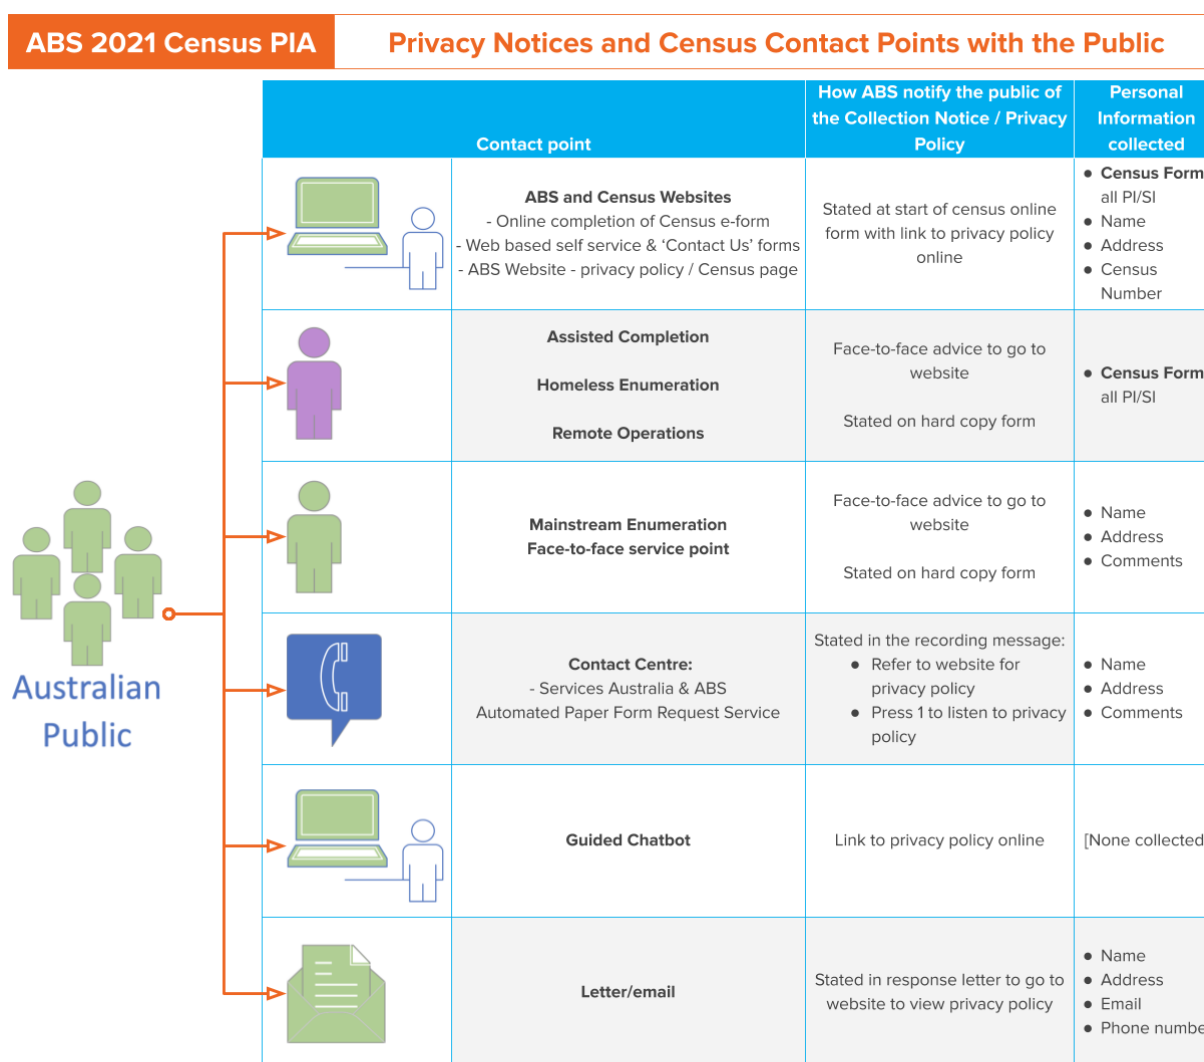 ABS 2021 Census PIA
Privacy Notices and Census Contact Points with the Public
Contact point
How ABS notify the public of
the Collection Notice / Privacy
Policy
Personal
Information
collected
ABS and Census Websites
- Online completion of Census e-form
- Web based self service & ‘Contact Us’ forms
- ABS Website - privacy policy / Census page
Stated at start of census online
form with link to privacy policy
online
● Census Form
all PI/SI
● Name
● Address
● Census
Number
Assisted Completion
Homeless Enumeration
Remote Operations
Face-to-face advice to go to
website
Stated on hard copy form
● Census Form
all PI/SI
Mainstream Enumeration
Face-to-face service point
Face-to-face advice to go to
website
Stated on hard copy form
● Name
● Address
● Comments
Australian
Public
Contact Centre:
- Services Australia & ABS
Automated Paper Form Request Service
Stated in the recording message:
● Refer to website for
privacy policy
● Press 1 to listen to privacy
policy
● Name
● Address
● Comments
Guided Chatbot
Link to privacy policy online
[None collected
Letter/email
Stated in response letter to go to
website to view privacy policy
● Name
● Address
● Email
● Phone numbe